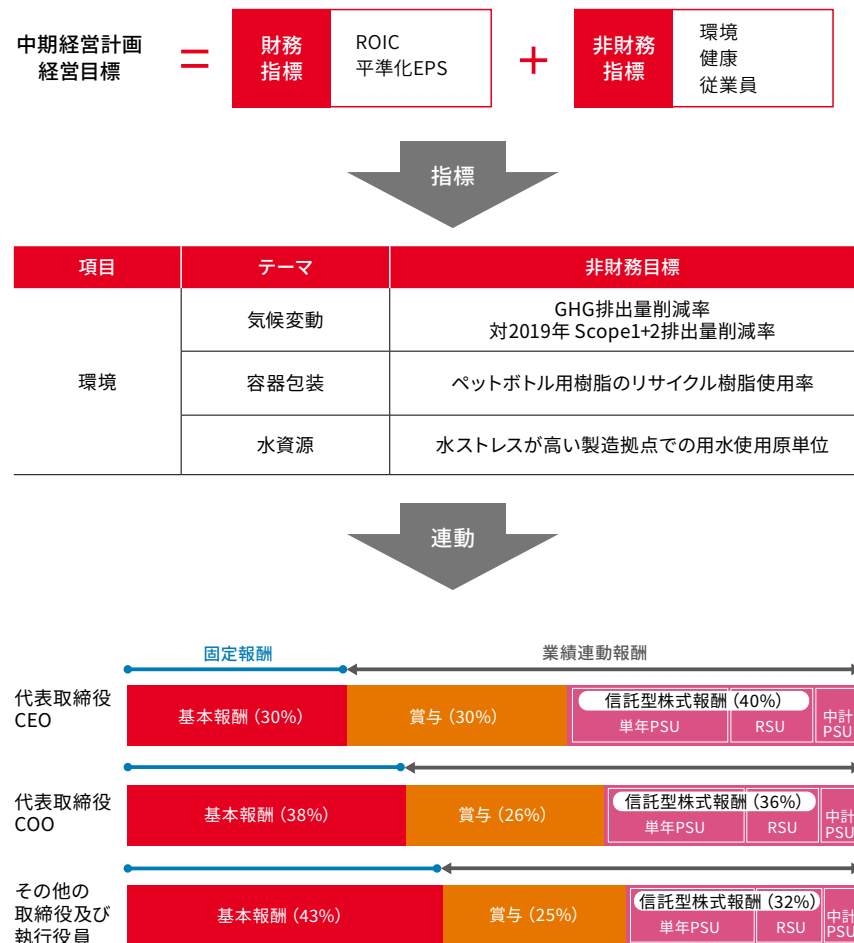 中期経営計画
経営目標
=
財務
指標
ROIC
平準化EPS
+
非財務
指標
環境
健康
従業員
指標
項目
テーマ
非財務目標
環境
気候変動
GHG排出量削減率
対2019年 Scope1+2排出量削減率
容器包装
ペットボトル用樹脂のリサイクル樹脂使用率
水資源
水ストレスが高い製造拠点での用水使用原単位
連動
固定報酬
業績連動報酬
代表取締役
CEO
基本報酬（30%）
賞与（30%）
信託型株式報酬（40%）
単年PSU
RSU
中計
PSU
代表取締役
COO
基本報酬（38%）
賞与（26%）
信託型株式報酬（36%）
単年PSU
RSU
中計
PSU
その他の
取締役及び
執行役員
基本報酬（43%）
賞与（25%）
信託型株式報酬（32%）
単年PSU
RSU
中計
PSU